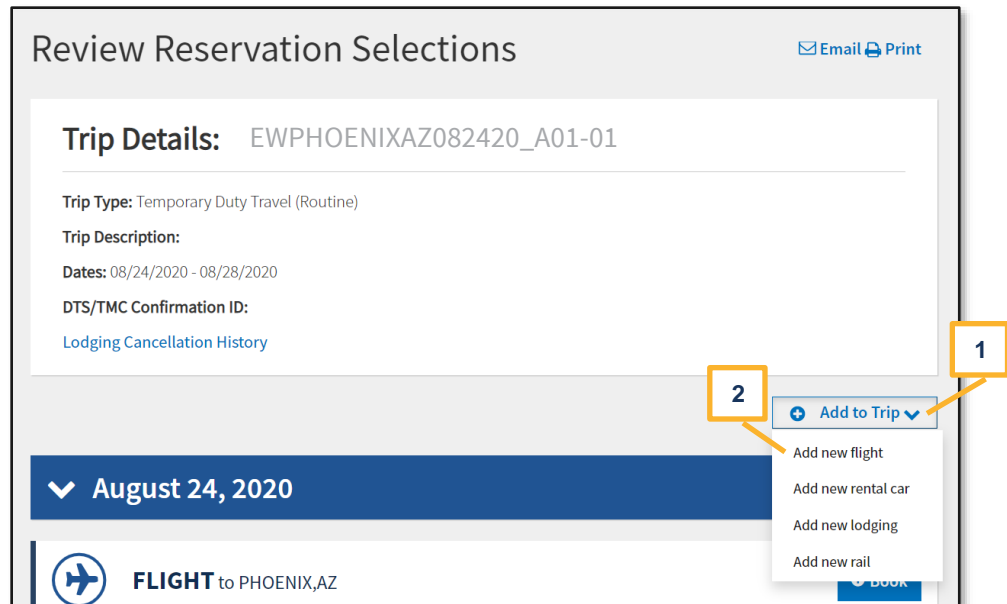 Review Reservation Selections
Email Print
Trip Details: EWPHOENIXAZ082420_A01-01
Trip Type: Temporary Duty Travel (Routine)
Trip Description:
Dates: 08/24/2020 - 08/28/2020
DTS/TMC Confirmation ID:
Lodging Cancellation History
1
2
Add to Trip
Add new flight
Add new rental car
Add new lodging
Add new rail
August 24, 2020
FLIGHT to PHOENIX,AZ
Book